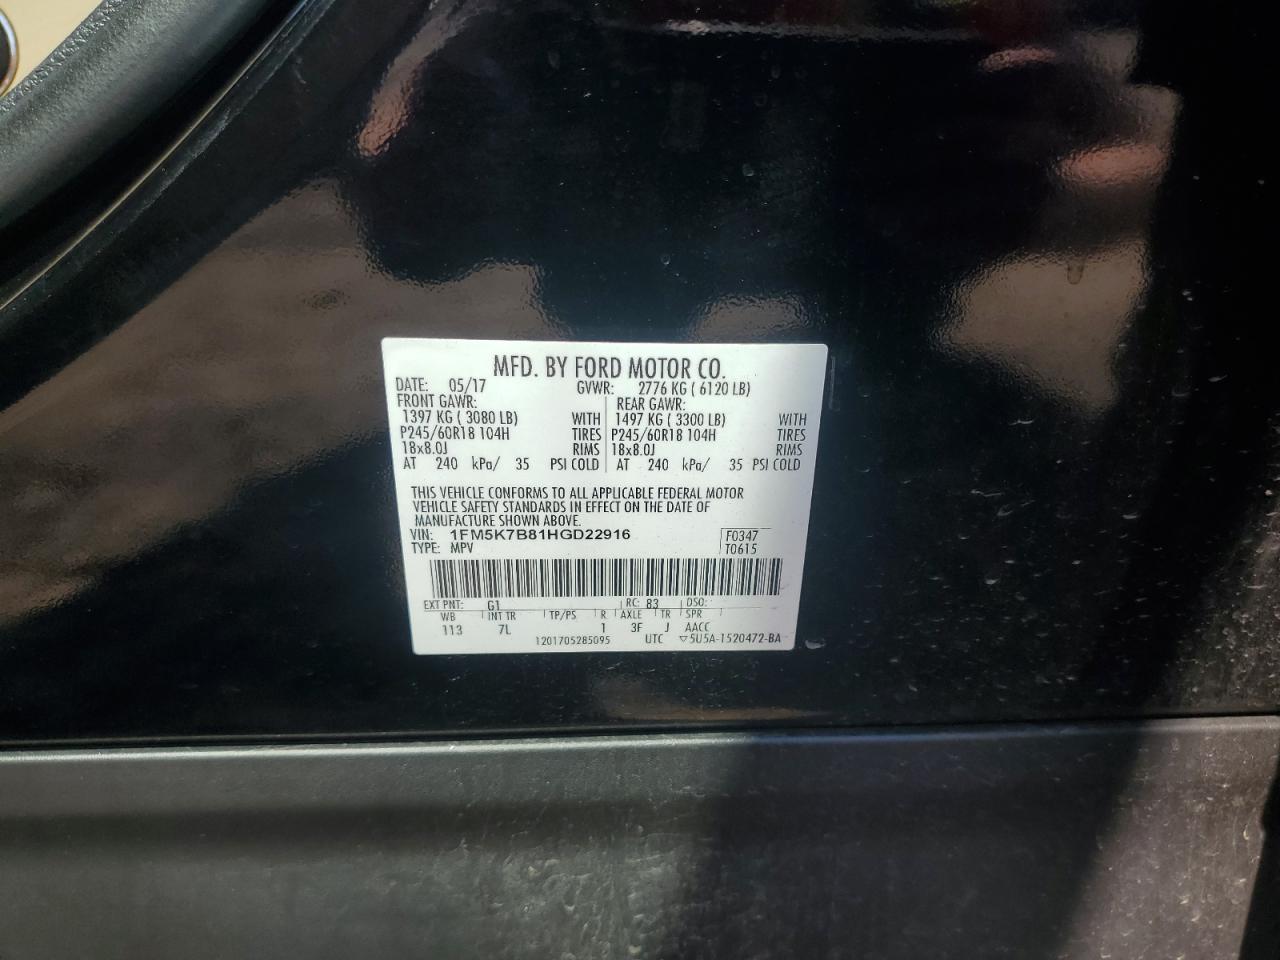 MFD. BY FORD MOTOR CO.
DATE: 05/17 GVWR: 2776 KG ( 6120 LB)
FRONT GAWR: REAR GAWR:
1397 KG ( 3080 LB) WITH 1497 KG ( 3300 LB) WITH
P245/60R18 104H TIRES P245/60R18 104H TIRES
18x8.0J RIMS 18x8.0J RIMS
AT 240 kPa/ 35 PSI COLD AT 240 kPa/ 35 PSI COLD
THIS VEHICLE CONFORMS TO ALL APPLICABLE FEDERAL MOTOR
VEHICLE SAFETY STANDARDS IN EFFECT ON THE DATE OF
MANUFACTURE SHOWN ABOVE.
VIN: 1FM5K7B81HGD22916 F0347
TYPE: MPV T0615
EXT PNT: G1 RC: 83 DSO:
WB INT TR TP/PS R AXLE TR SPR
113 7L 1 3F J AACC
1201705285095 UTC ▽5U5A-1520472-BA